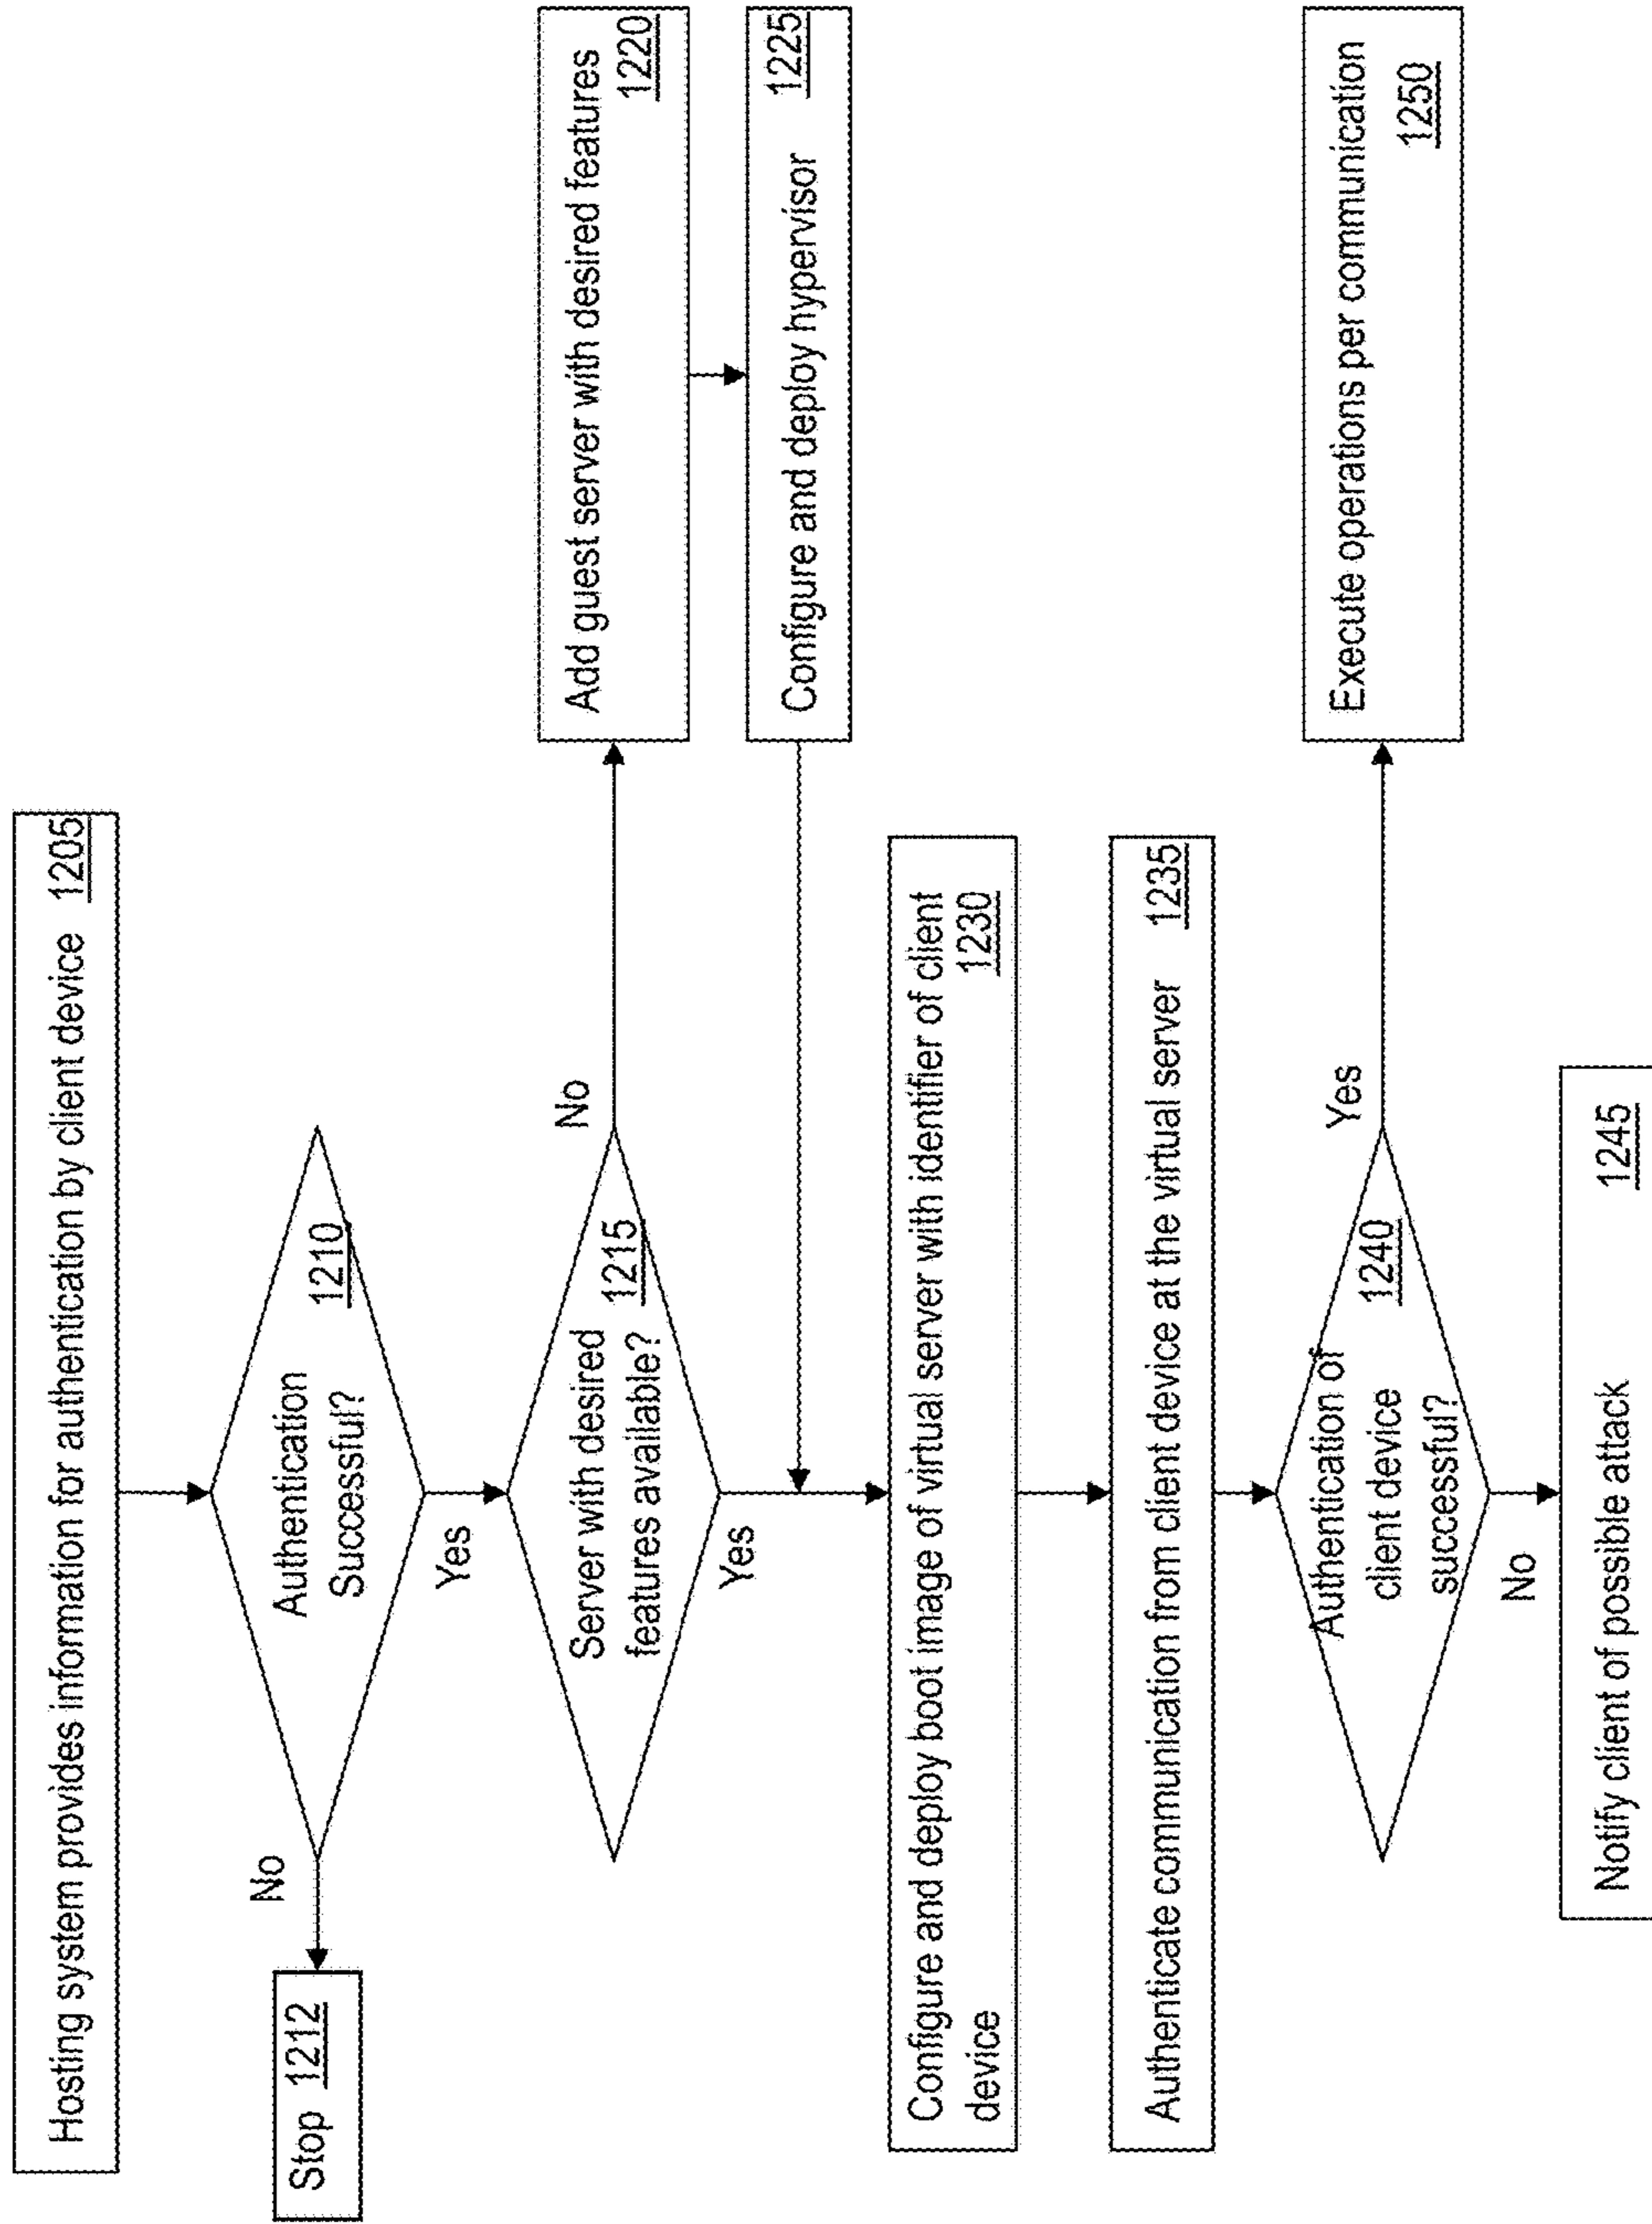 Hosting system provides information for authentication by client device 1205
No
Stop 1212
Authentication
Successful?
1210
Yes
Server with desired
features available?
1215
No
Add guest server with desired features
1220
Configure and deploy hypervisor 1225
Yes
Configure and deploy boot image of virtual server with identifier of client
device
1230
Authenticate communication from client device at the virtual server 1235
Authentication of
client device
successful?
1240
Yes
Execute operations per communication
1250
No
Notify client of possible attack 1245